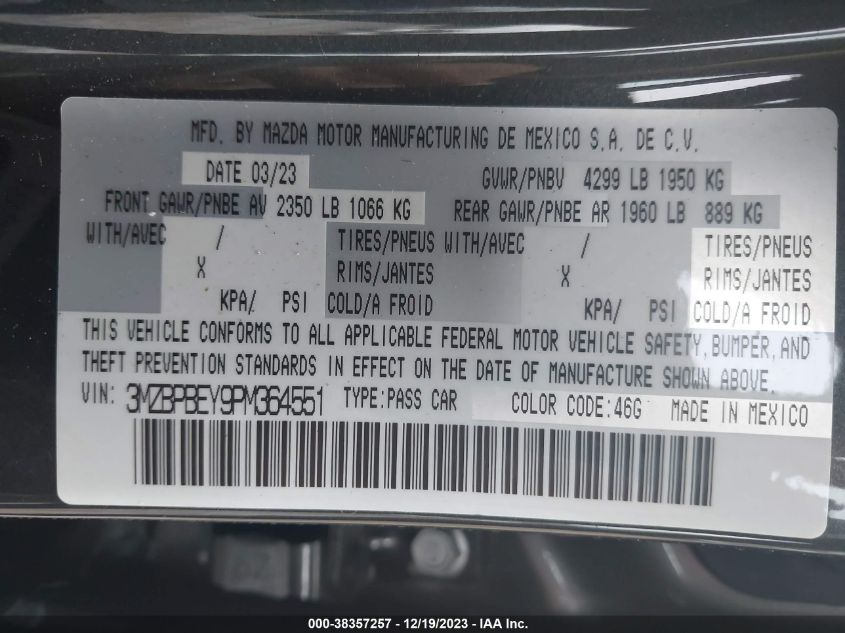 MFD. BY MAZDA MOTOR MANUFACTURING DE MEXICO S.A. DE C.V.
DATE 03/23 GVWR/PNBV 4299 LB 1950 KG
FRONT GAWR/PNBE AV 2350 LB 1066 KG REAR GAWR/PNBE AR 1960 LB 889 KG
WITH/AVEC / TIRES/PNEUS WITH/AVEC / TIRES/PNEUS
X RIMS/JANTES X RIMS/JANTES
KPA/ PSI COLD/A FROID KPA/ PSI COLD/A FROID
THIS VEHICLE CONFORMS TO ALL APPLICABLE FEDERAL MOTOR VEHICLE SAFETY, BUMPER, AND
THEFT PREVENTION STANDARDS IN EFFECT ON THE DATE OF MANUFACTURE SHOWN ABOVE.
VIN: 3MZBPBEY9PM364551 TYPE:PASS CAR COLOR CODE:46G MADE IN MEXICO
000-38357257 - 12/19/2023 - IAA Inc.